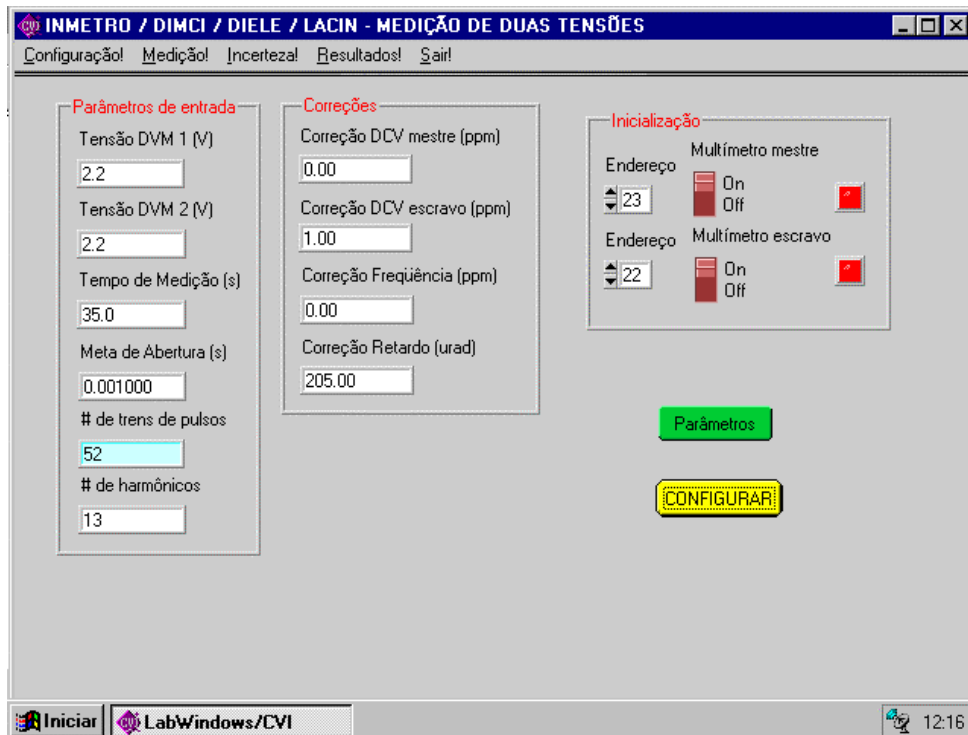 INMETRO / DIMCI / DIELE / LACIN - MEDIÇÃO DE DUAS TENSÕES
Configuração! Medição! Incerteza! Resultados! Sair!
Parâmetros de entrada
Tensão DVM 1 (V)
2.2
Tensão DVM 2 (V)
2.2
Tempo de Medição (s)
35.0
Meta de Abertura (s)
0.001000
# de trens de pulsos
52
# de harmônicos
13
Correções
Correção DCV mestre (ppm)
0.00
Correção DCV escravo (ppm)
1.00
Correção Freqüência (ppm)
0.00
Correção Retardo (urad)
205.00
Inicialização
Endereço
23
Multímetro mestre
On
Off
Endereço
22
Multímetro escravo
On
Off
Parâmetros
CONFIGURAR
Iniciar
LabWindows/CVI
12:16